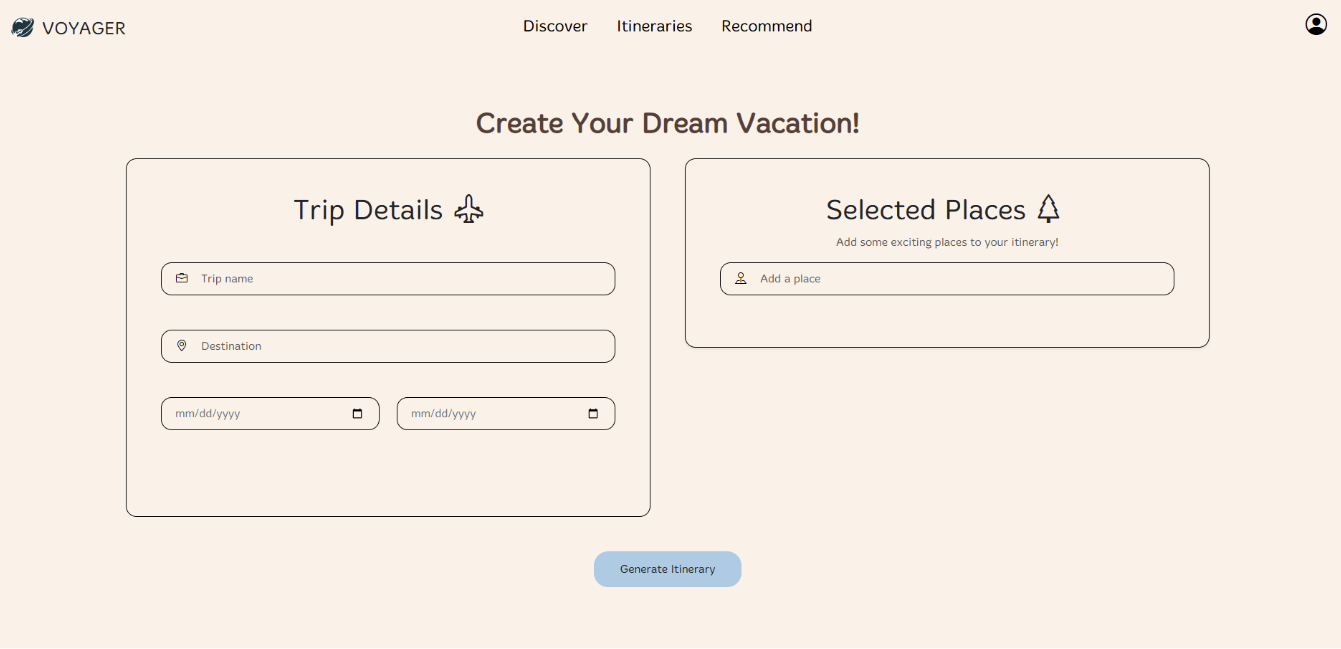 VOYAGER
Discover Itineraries Recommend
Create Your Dream Vacation!
Trip Details
Trip name
Destination
mm/dd/yyyy mm/dd/yyyy
Selected Places
Add some exciting places to your itinerary!
Add a place
Generate Itinerary